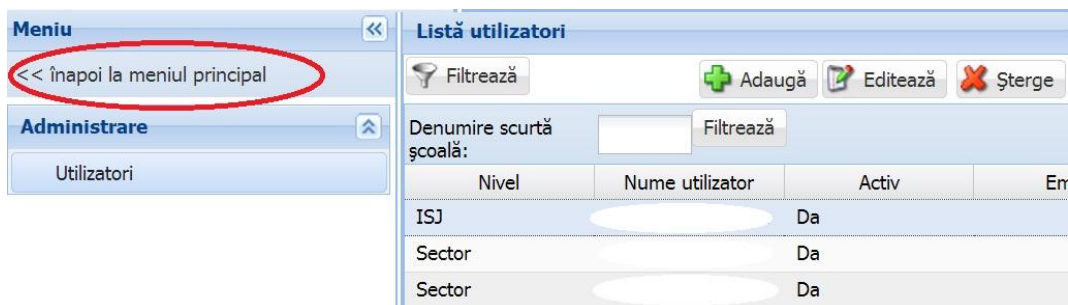 Meniu
<< înapoi la meniul principal
Administrare
Utilizatori
Listă utilizatori
Filtrează Adaugă Editează Şterge
Denumire scurtă Filtrează
şcoală:
Nivel Nume utilizator Activ
ISJ Da
Sector Da
Sector Da